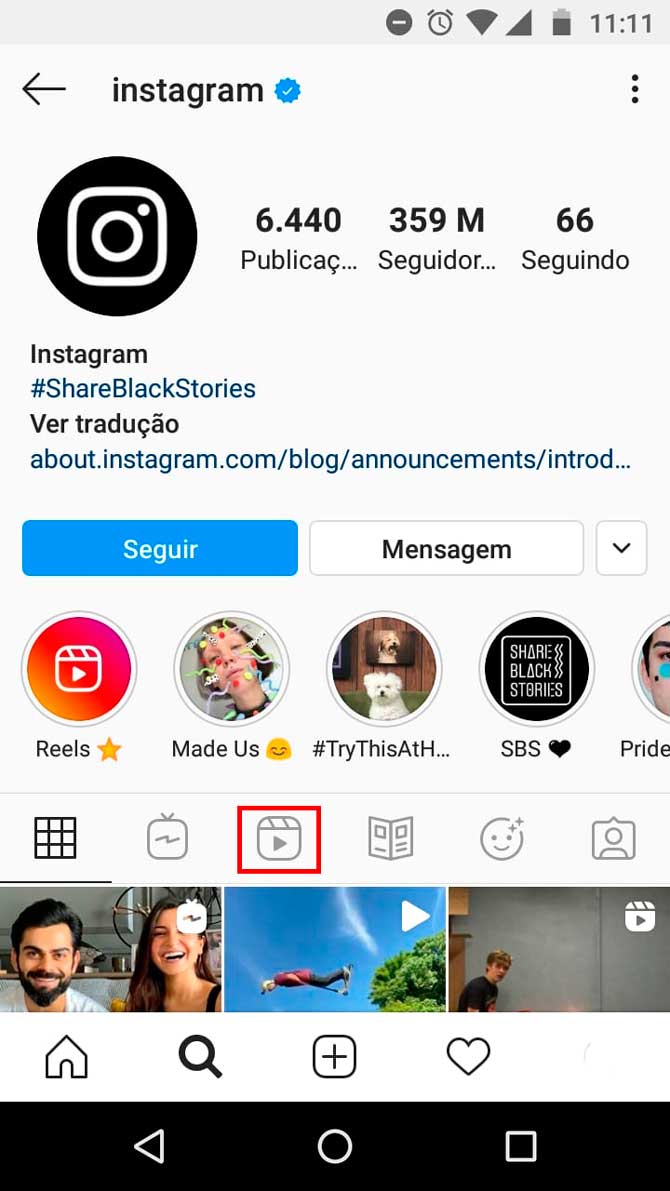 11:11
instagram
6.440 359 M 66
Publicaç... Seguidor... Seguindo
Instagram
#ShareBlackStories
Ver tradução
about.instagram.com/blog/announcements/introd...
Seguir Mensagem
SHARE
BLACK
STORIES
Reels ⭐ Made Us 😊 #TryThisAtH... SBS 🖤 Pride